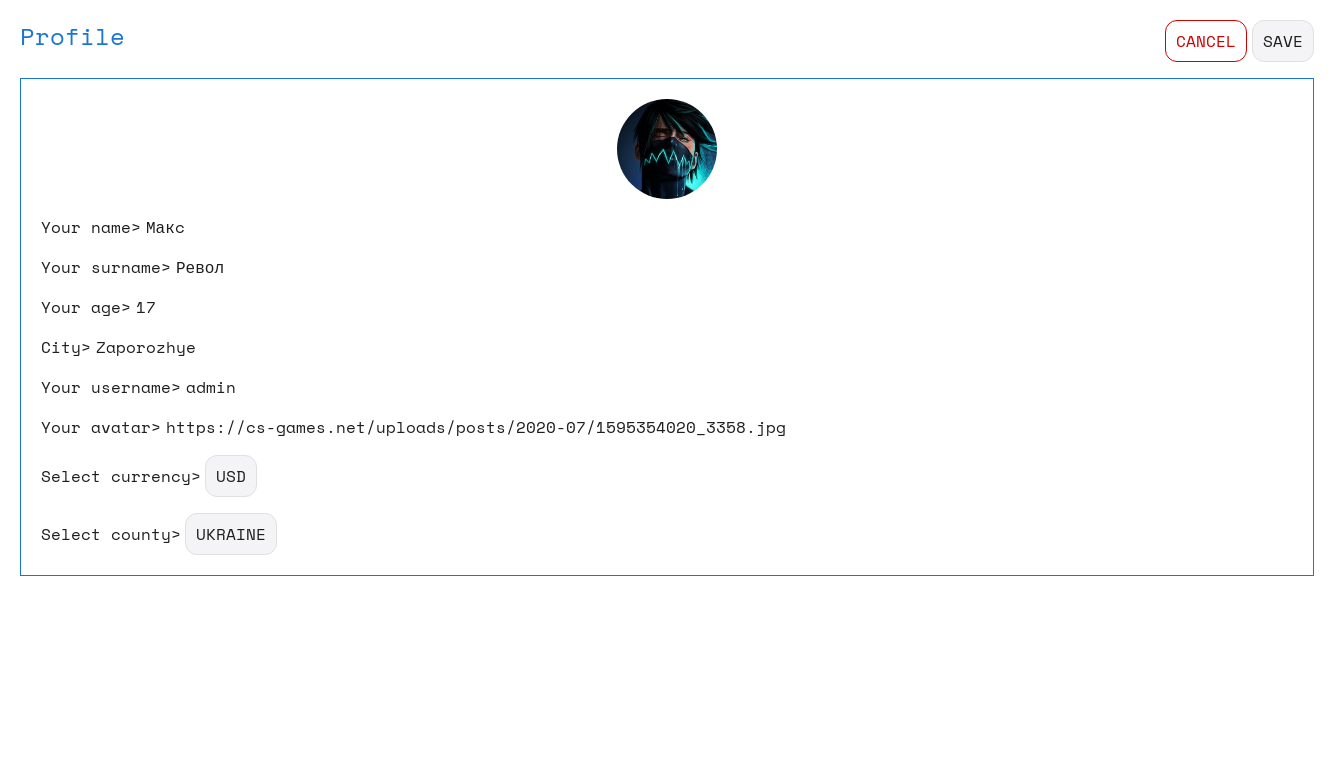 Profile
CANCEL SAVE
Your name> Макс
Your surname>Револ
Your age> 17
City> Zaporozhye
Your username> admin
Your avatar> https://cs-games.net/uploads/posts/2020-07/1595354020_3358.jpg
Select currency> USD
Select county> UKRAINE